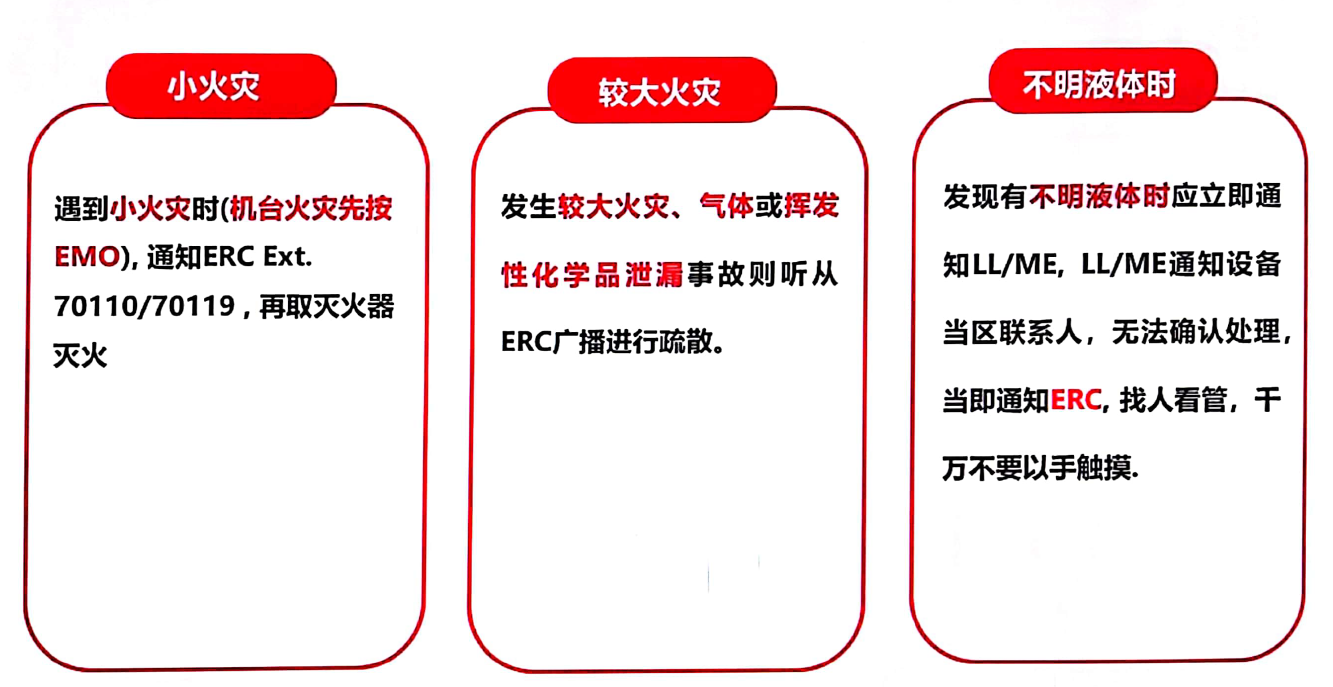 小火灾
遇到小火灾时(机台火灾先按
EMO), 通知ERC Ext.
70110/70119 , 再取灭火器
灭火
较大火灾
发生较大火灾、气体或挥发
性化学品泄漏事故则听从
ERC广播进行疏散。
不明液体时
发现有不明液体时应立即通
知LL/ME, LL/ME通知设备
当区联系人，无法确认处理，
当即通知ERC, 找人看管，千
万不要以手触摸.